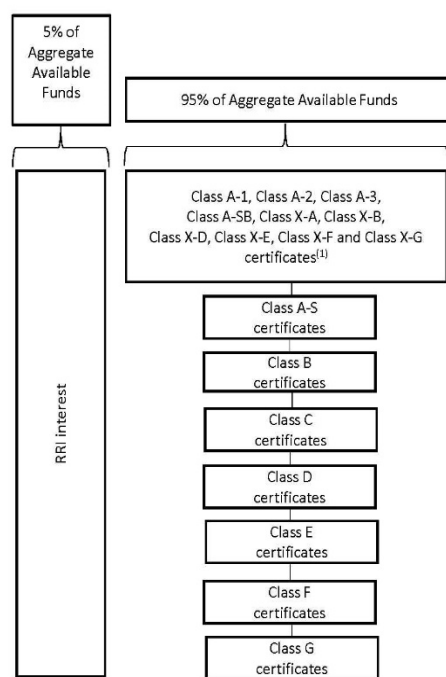 5% of
Aggregate
Available
Funds
95% of Aggregate Available Funds
RRI interest
Class A-1, Class A-2, Class A-3,
Class A-SB, Class X-A, Class X-B,
Class X-D, Class X-E, Class X-F and Class X-G
certificates(1)
Class A-S
certificates
Class B
certificates
Class C
certificates
Class D
certificates
Class E
certificates
Class F
certificates
Class G
certificates